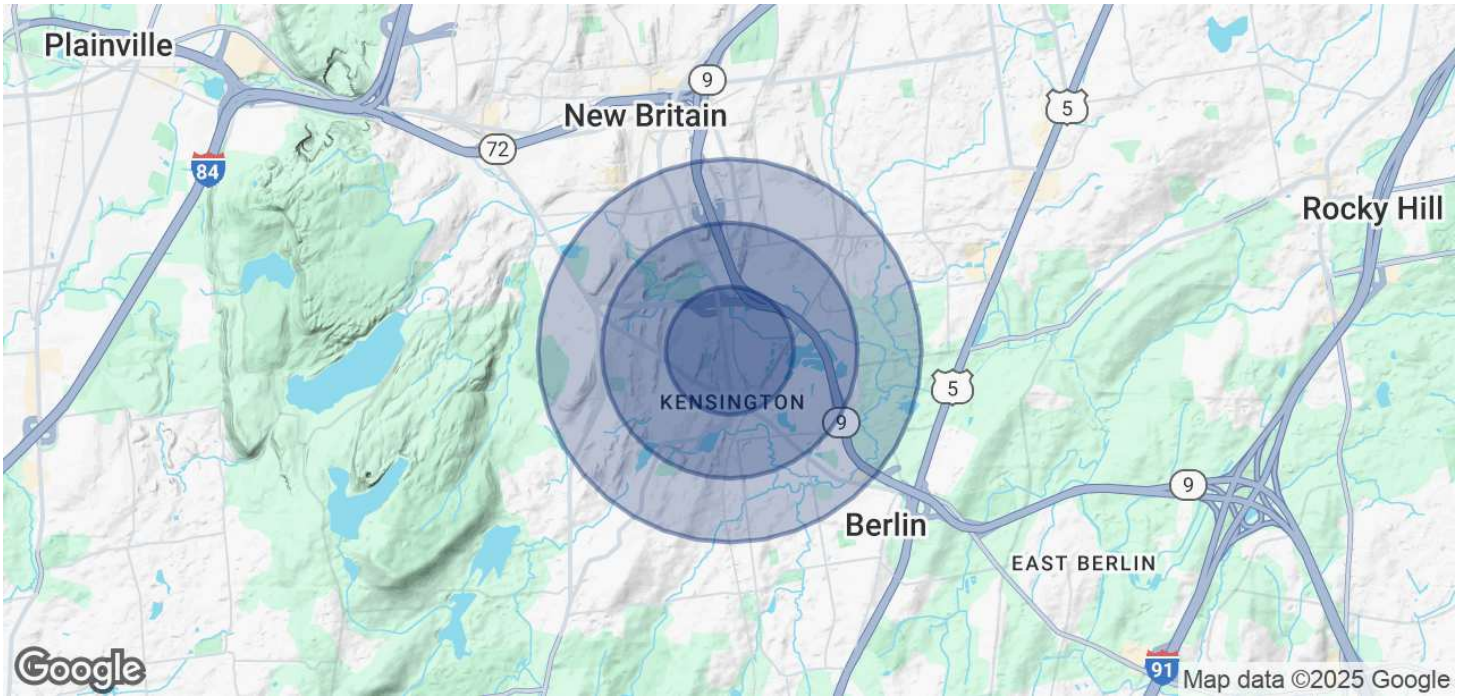 Plainville
9
New Britain
5
72
84
Rocky Hill
KENSINGTON
5
9
9
Berlin
EAST BERLIN
Google
91
Map data ©2025 Google